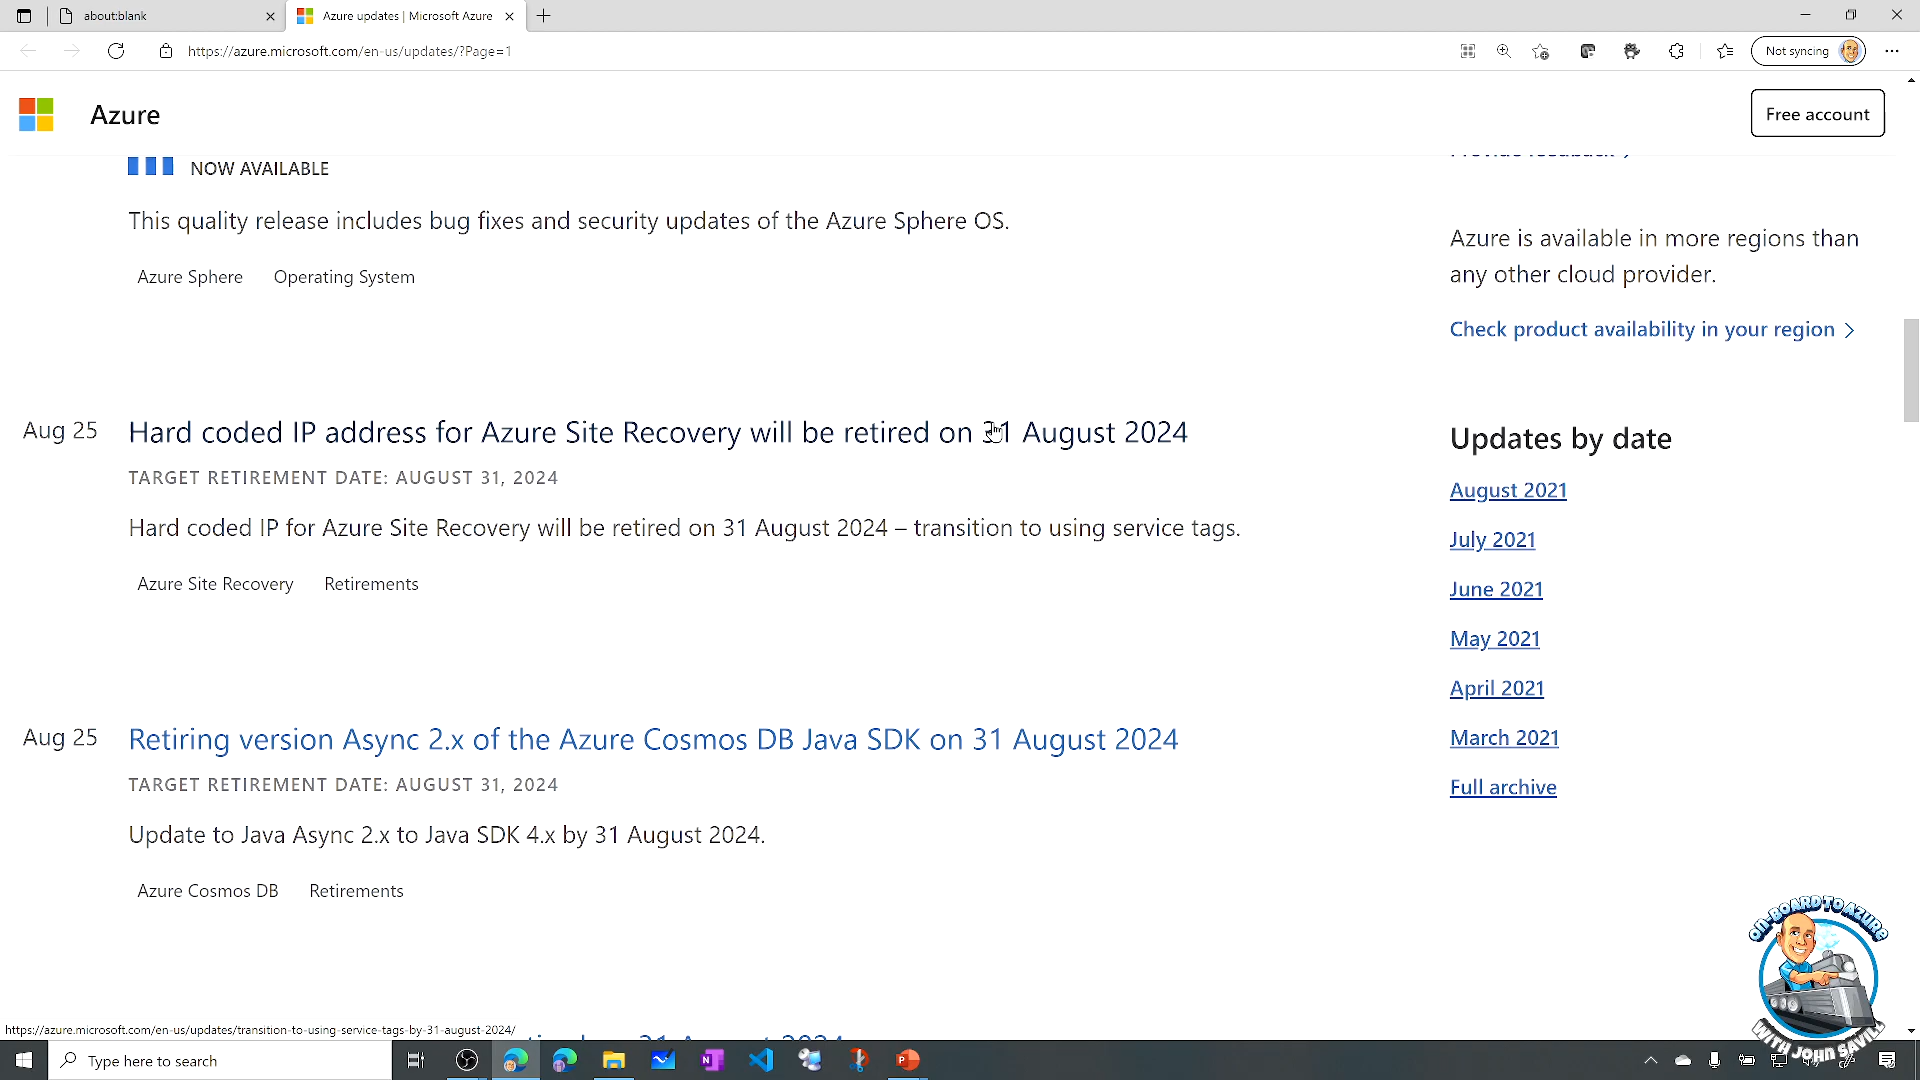 about:blank
Azure updates | Microsoft Azure
https://azure.microsoft.com/en-us/updates/?Page=1
Not syncing
Azure
Free account
NOW AVAILABLE
This quality release includes bug fixes and security updates of the Azure Sphere OS.
Azure Sphere Operating System
Azure is available in more regions than
any other cloud provider.
Check product availability in your region
Aug 25 Hard coded IP address for Azure Site Recovery will be retired on 31 August 2024
TARGET RETIREMENT DATE: AUGUST 31, 2024
Hard coded IP for Azure Site Recovery will be retired on 31 August 2024 – transition to using service tags.
Azure Site Recovery Retirements
Aug 25 Retiring version Async 2.x of the Azure Cosmos DB Java SDK on 31 August 2024
TARGET RETIREMENT DATE: AUGUST 31, 2024
Update to Java Async 2.x to Java SDK 4.x by 31 August 2024.
Azure Cosmos DB Retirements
Updates by date
August 2021
July 2021
June 2021
May 2021
April 2021
March 2021
Full archive
ON-BOARD TO AZURE
WITH JOHN SAVILL
https://azure.microsoft.com/en-us/updates/transition-to-using-service-tags-by-31-august-2024/
Type here to search